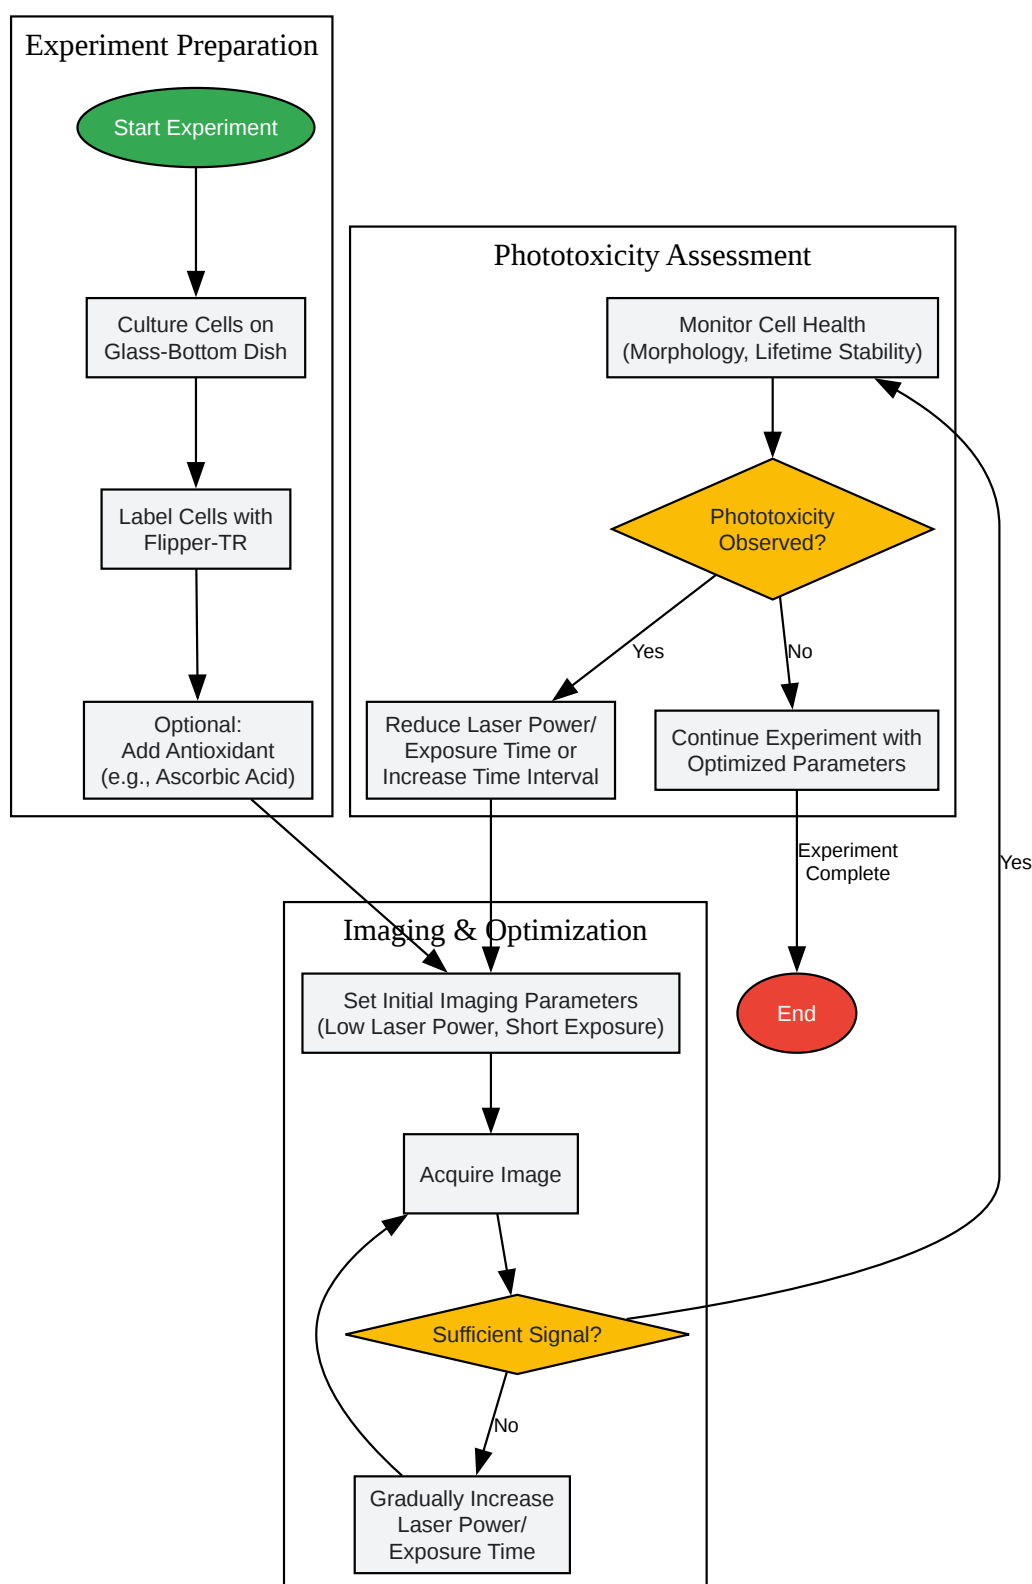 Experiment Preparation
Start Experiment
Culture Cells on
Glass-Bottom Dish
Label Cells with
Flipper-TR
Optional:
Add Antioxidant
(e.g., Ascorbic Acid)
Phototoxicity Assessment
Monitor Cell Health
(Morphology, Lifetime Stability)
Phototoxicity
Observed?
Yes
No
Reduce Laser Power/
Exposure Time or
Increase Time Interval
Continue Experiment with
Optimized Parameters
Experiment
Complete
Yes
End
Imaging & Optimization
Set Initial Imaging Parameters
(Low Laser Power, Short Exposure)
Acquire Image
Sufficient Signal?
No
Gradually Increase
Laser Power/
Exposure Time